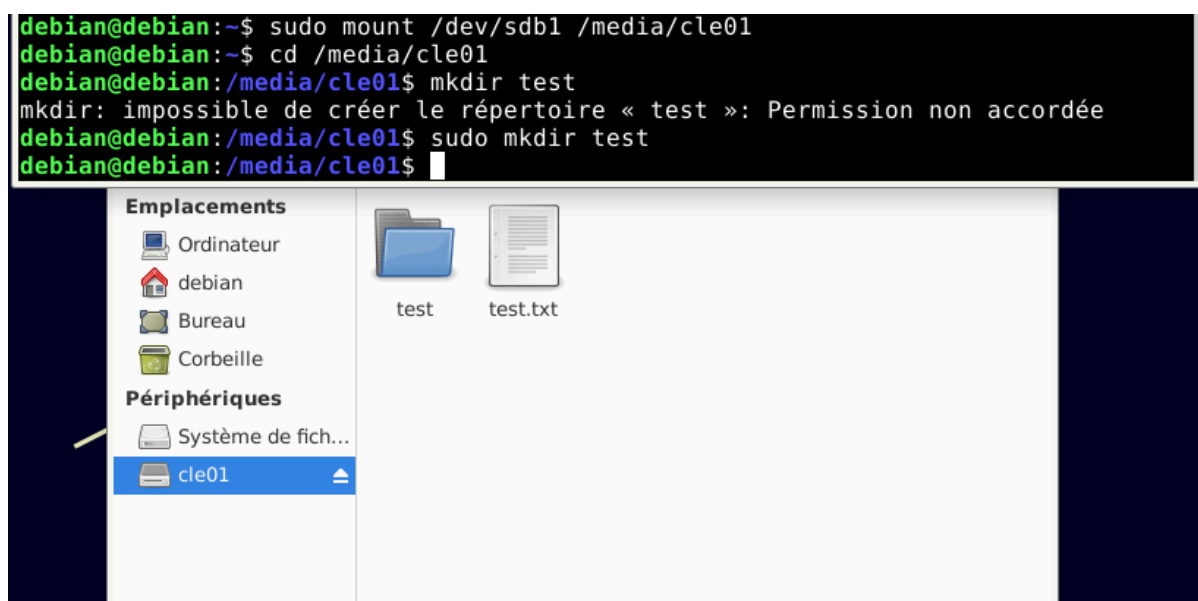 debian@debian:~$ sudo mount /dev/sdb1 /media/cle01
debian@debian:~$ cd /media/cle01
debian@debian:/media/cle01$ mkdir test
mkdir: impossible de créer le répertoire « test »: Permission non accordée
debian@debian:/media/cle01$ sudo mkdir test
debian@debian:/media/cle01$
Emplacements
Ordinateur
debian
Bureau
Corbeille
Périphériques
Système de fich...
cle01
test
test.txt